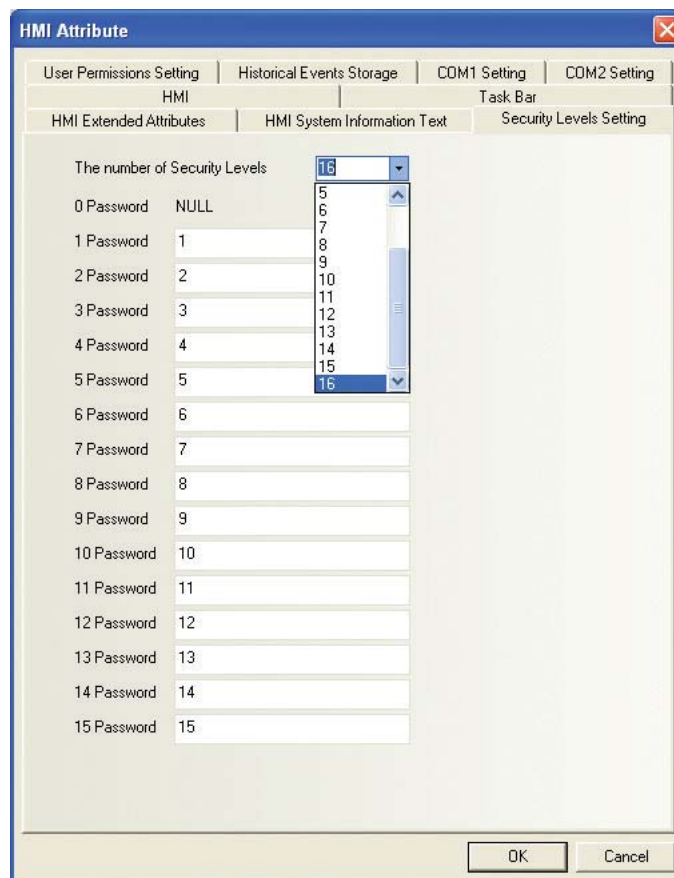 HMI Attribute
User Permissions Setting Historical Events Storage COM1 Setting COM2 Setting
HMI Task Bar
HMI Extended Attributes HMI System Information Text Security Levels Setting
The number of Security Levels 16
5
6
7
8
9
10
11
12
13
14
15
16
0 Password NULL
1 Password 1
2 Password 2
3 Password 3
4 Password 4
5 Password 5
6 Password 6
7 Password 7
8 Password 8
9 Password 9
10 Password 10
11 Password 11
12 Password 12
13 Password 13
14 Password 14
15 Password 15
OK Cancel